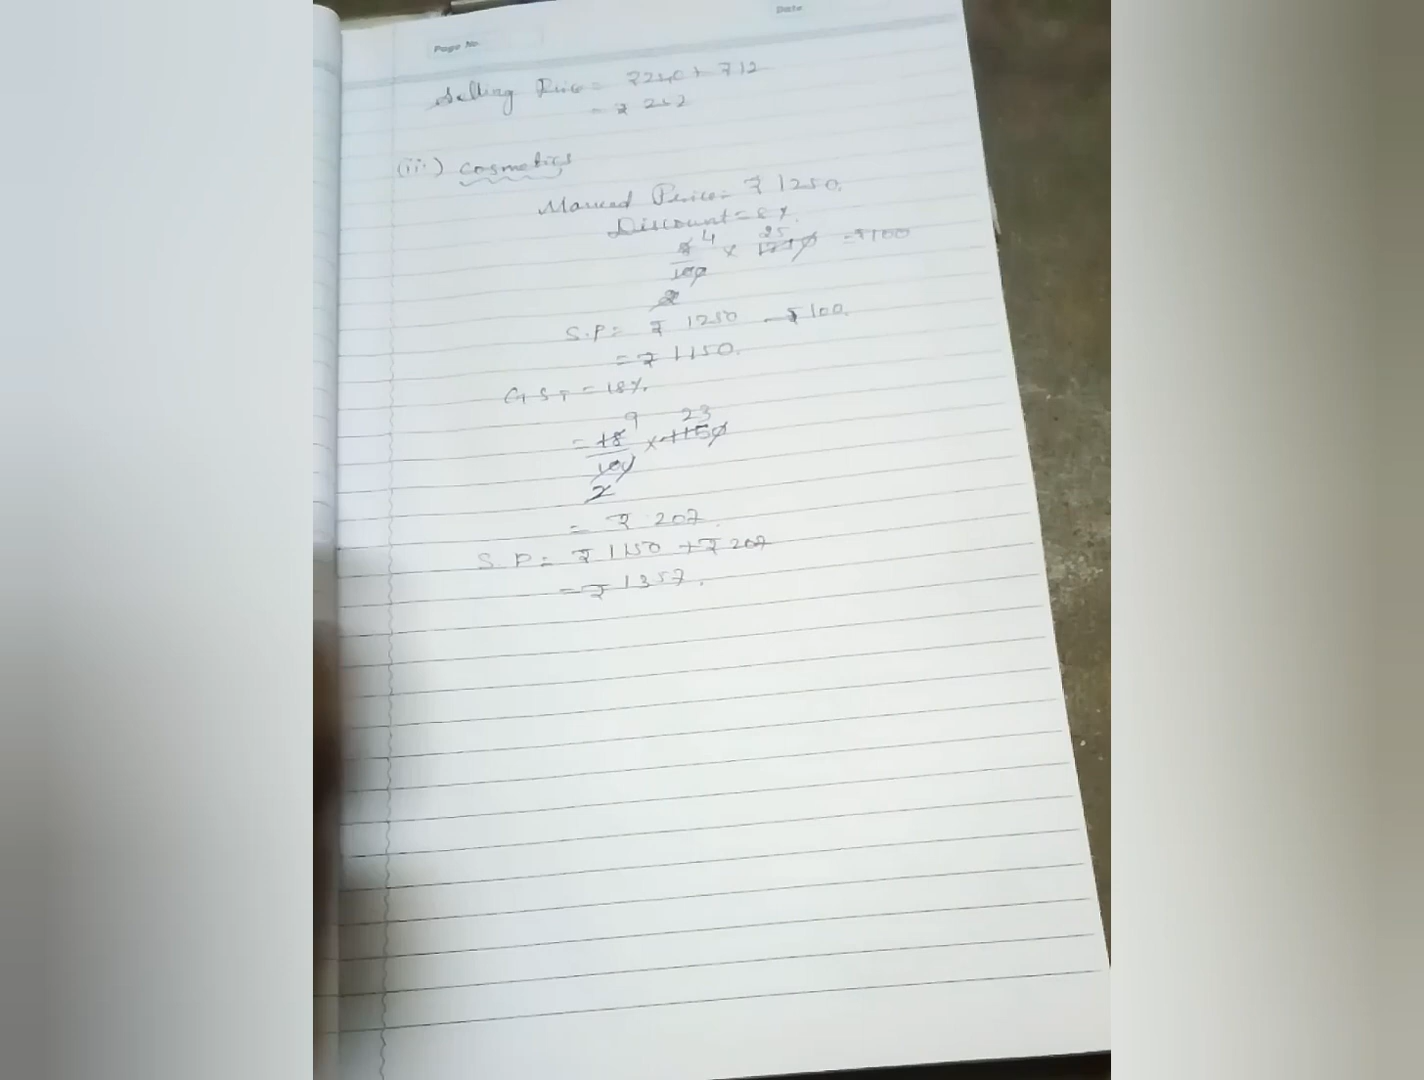 Page No.
Date
Selling Price = ₹240 + ₹12
= ₹ 252
(iii) Cosmetics
Marked Price = ₹ 1250.
Discount = 8%.
8 4 / 100 2 × 1250 25 = ₹100
S.P = ₹ 1250 - ₹ 100.
= ₹ 1150.
GST = 18%.
= 18 9 / 100 2 × 1150 23
= ₹ 207.
S.P = ₹ 1150 + ₹ 207
= ₹ 1357.